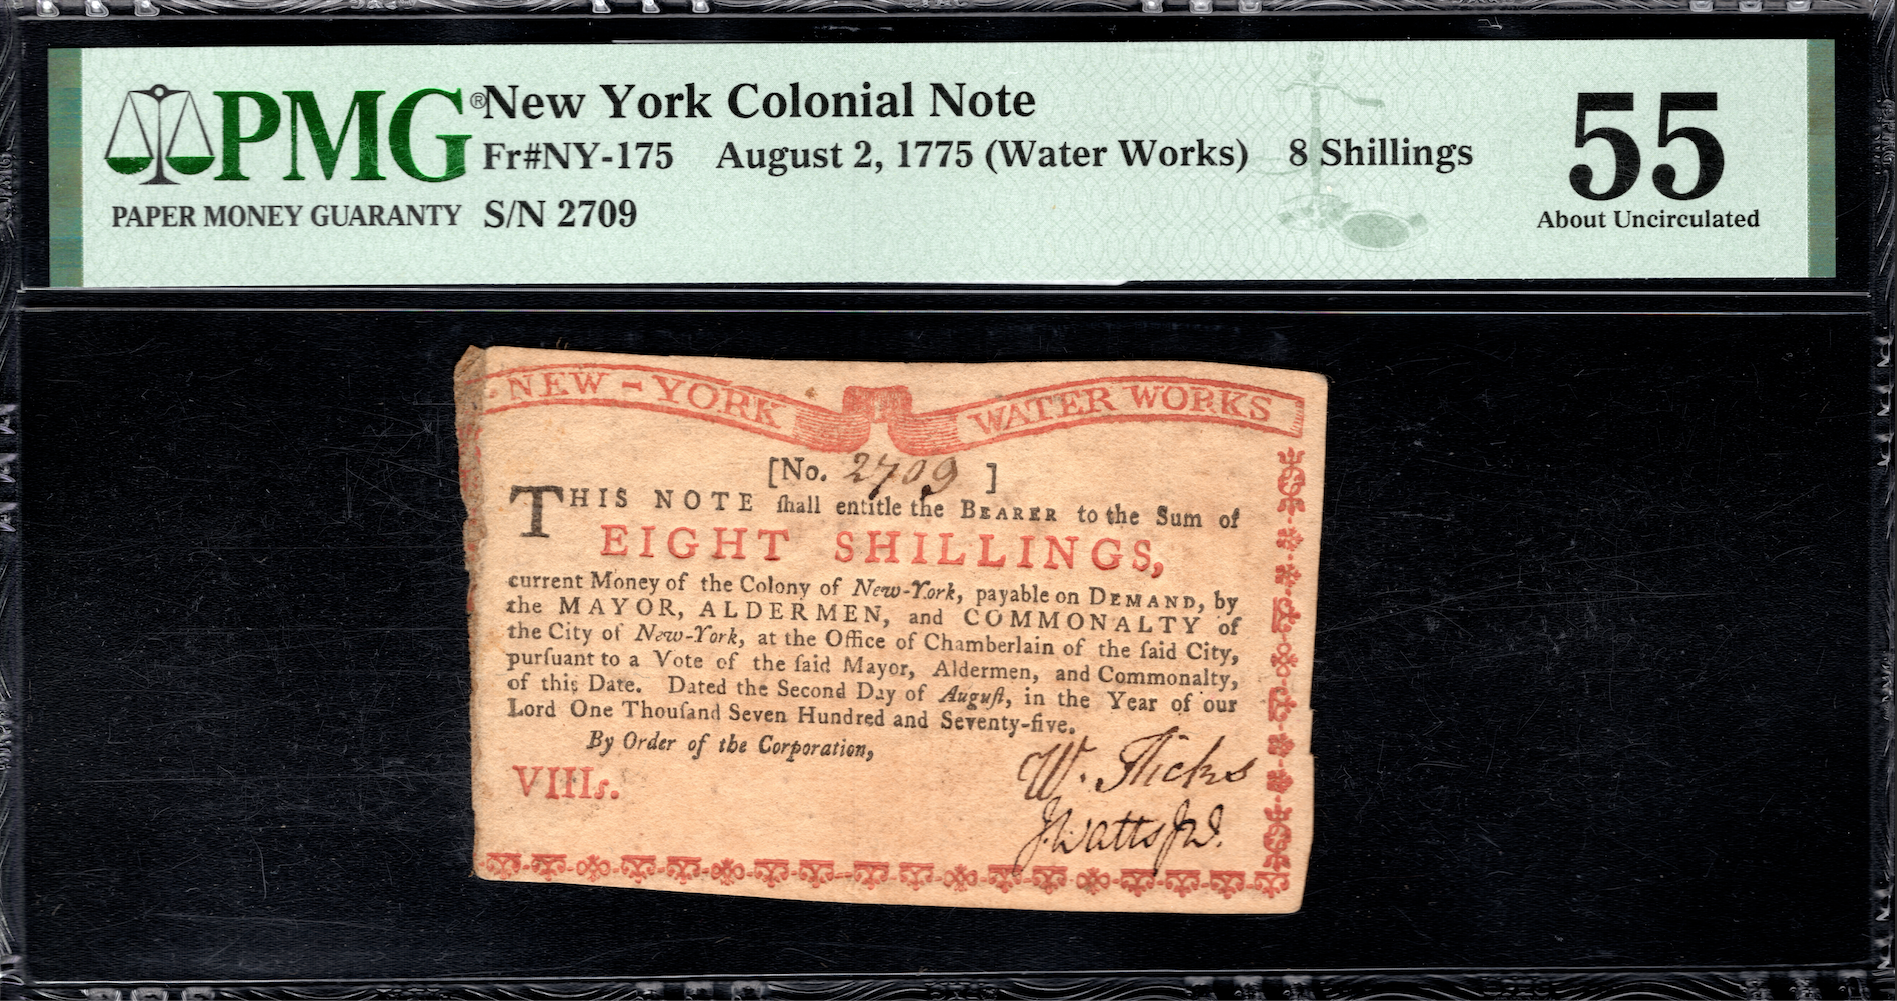 PMG®
PAPER MONEY GUARANTY
New York Colonial Note
Fr#NY-175 August 2, 1775 (Water Works) 8 Shillings
S/N 2709
55
About Uncirculated
NEW-YORK WATER WORKS
[No. 2709 ]
THIS NOTE ſhall entitle the BEARER to the Sum of
EIGHT SHILLINGS,
current Money of the Colony of New-York, payable on DEMAND, by
the MAYOR, ALDERMEN, and COMMONALTY of
the City of New-York, at the Office of Chamberlain of the ſaid City,
purſuant to a Vote of the ſaid Mayor, Aldermen, and Commonalty,
of this Date. Dated the Second Day of Auguſt, in the Year of our
Lord One Thouſand Seven Hundred and Seventy-five.
By Order of the Corporation,
VIIIs.
W. Hicks
J. Watts Jr.